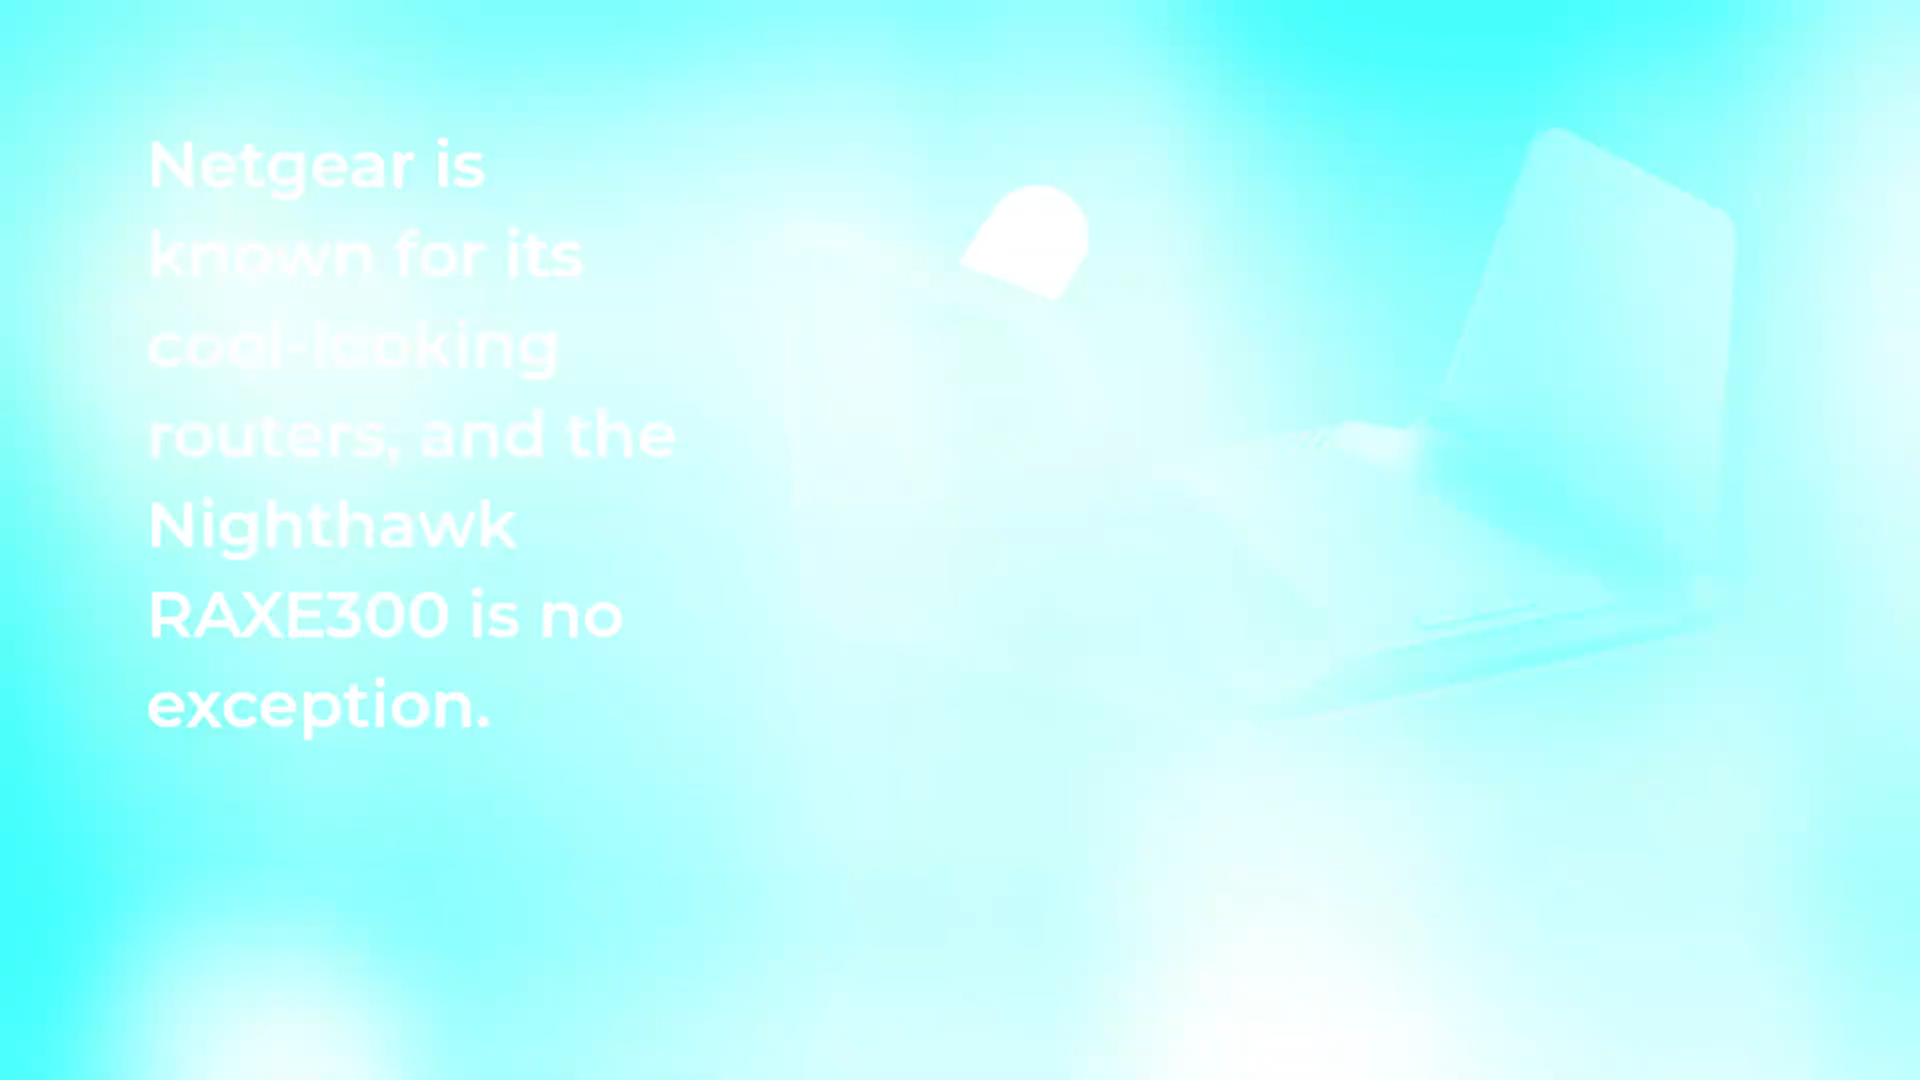 Netgear is
known for its
cool-looking
routers, and the
Nighthawk
RAXE300 is no
exception.